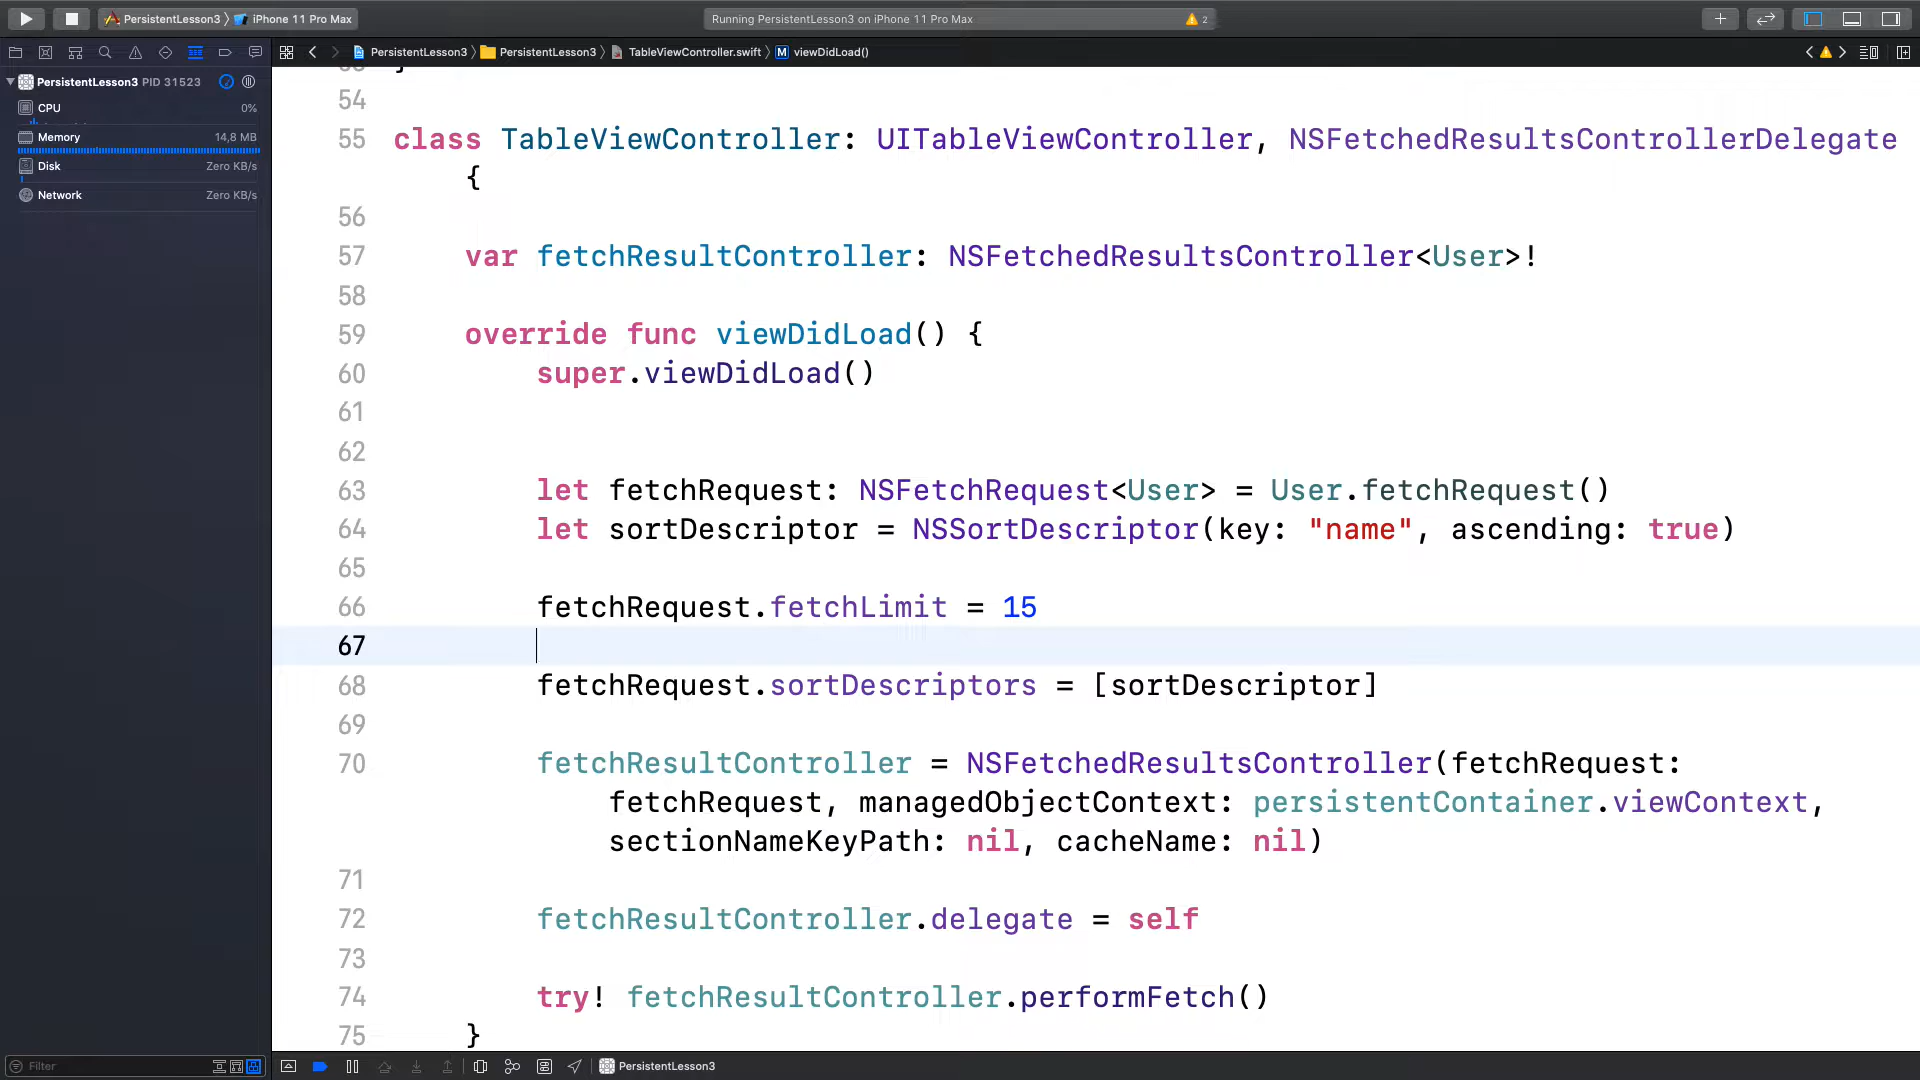 PersistentLesson3 〉 iPhone 11 Pro Max
Running PersistentLesson3 on iPhone 11 Pro Max
2
PersistentLesson3 〉 PersistentLesson3 〉 TableViewController.swift 〉 M viewDidLoad()
PersistentLesson3 PID 31523
CPU 0%
Memory 14,8 MB
Disk Zero KB/s
Network Zero KB/s
54
55 class TableViewController: UITableViewController, NSFetchedResultsControllerDelegate
{
56
57 var fetchResultController: NSFetchedResultsController<User>!
58
59 override func viewDidLoad() {
60 super.viewDidLoad()
61
62
63 let fetchRequest: NSFetchRequest<User> = User.fetchRequest()
64 let sortDescriptor = NSSortDescriptor(key: "name", ascending: true)
65
66 fetchRequest.fetchLimit = 15
67
68 fetchRequest.sortDescriptors = [sortDescriptor]
69
70 fetchResultController = NSFetchedResultsController(fetchRequest:
fetchRequest, managedObjectContext: persistentContainer.viewContext,
sectionNameKeyPath: nil, cacheName: nil)
71
72 fetchResultController.delegate = self
73
74 try! fetchResultController.performFetch()
75 }
Filter
PersistentLesson3